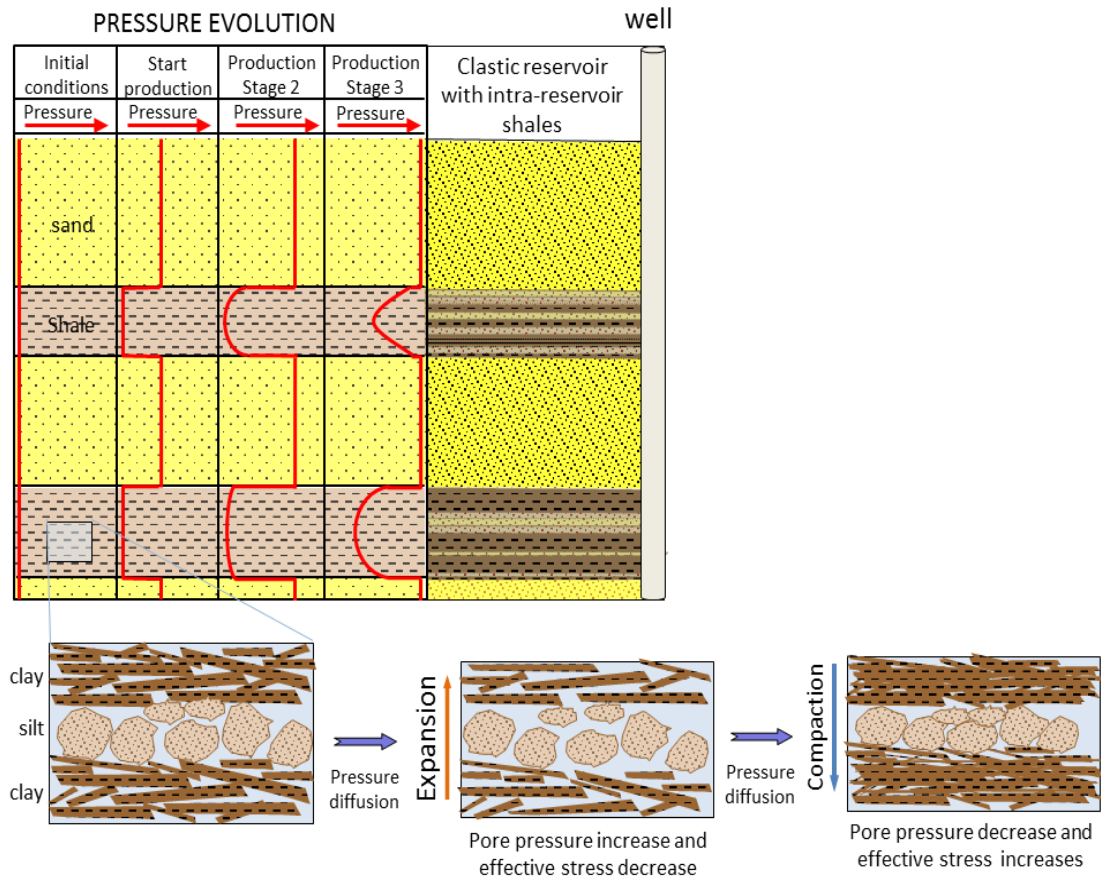 PRESSURE EVOLUTION
well
Initial
conditions
Start
production
Production
Stage 2
Production
Stage 3
Clastic reservoir
with intra-reservoir
shales
Pressure
Pressure
Pressure
Pressure
sand
Shale
clay
silt
clay
Pressure
diffusion
Expansion
Pore pressure increase and
effective stress decrease
Pressure
diffusion
Compaction
Pore pressure decrease and
effective stress increases